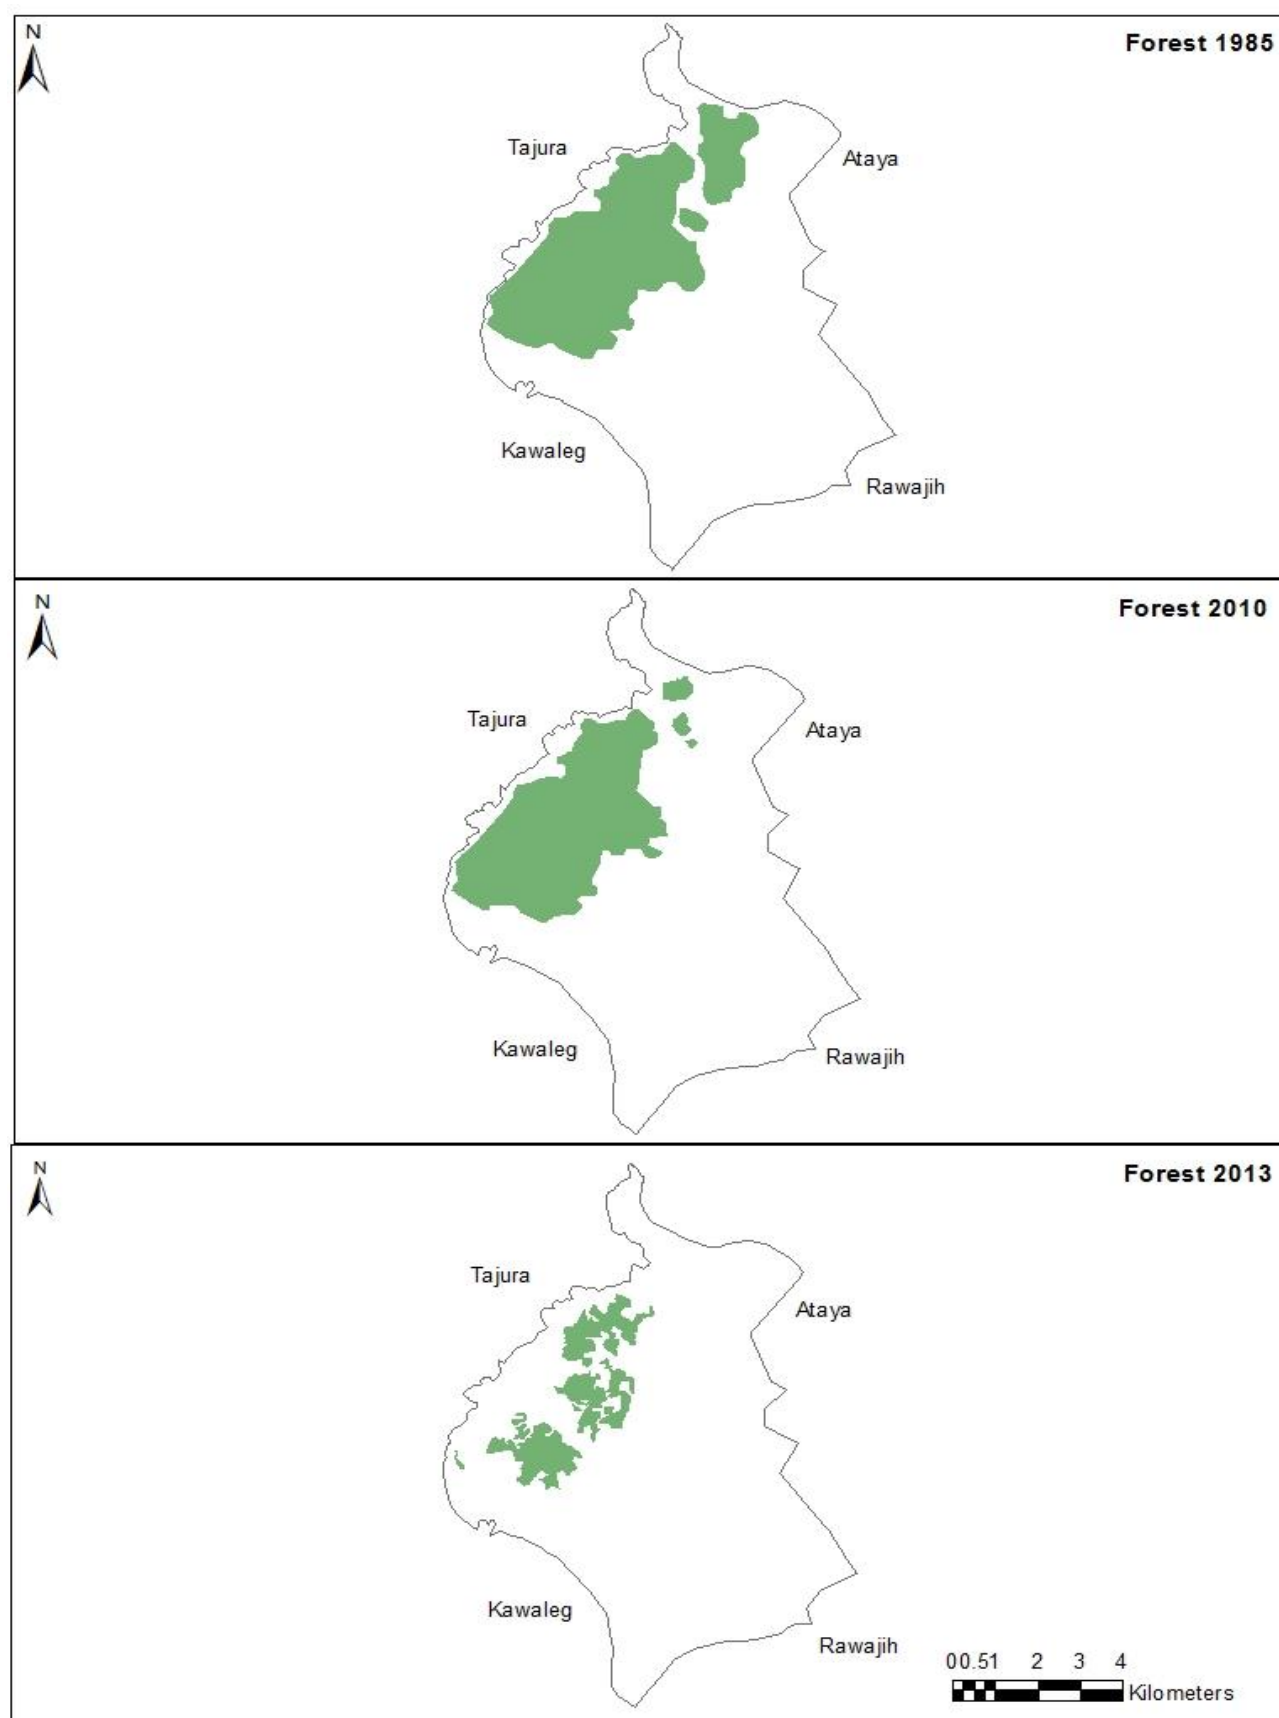 N
Forest 1985
Tajura
Ataya
Kawaleg
Rawajih
N
Forest 2010
Tajura
Ataya
Kawaleg
Rawajih
N
Forest 2013
Tajura
Ataya
Kawaleg
Rawajih
00.51 2 3 4
Kilometers